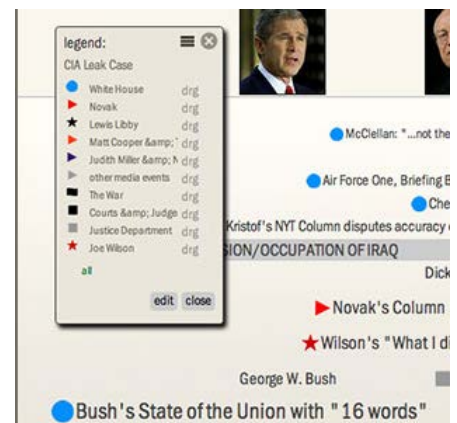 legend:
CIA Leak Case
White House drg
Novak drg
Lewis Libby drg
Matt Cooper &amp; drg
Judith Miller &amp; N drg
other media events drg
The War drg
Courts &amp; Judge drg
Justice Department drg
Joe Wilson drg
all
edit close
McClellan: "...not the
Air Force One, Briefing B
Che
Kristof's NYT Column disputes accuracy
SION/OCCUPATION OF IRAQ
Dick
Novak's Column
Wilson's "What I di
George W. Bush
Bush's State of the Union with "16 words"